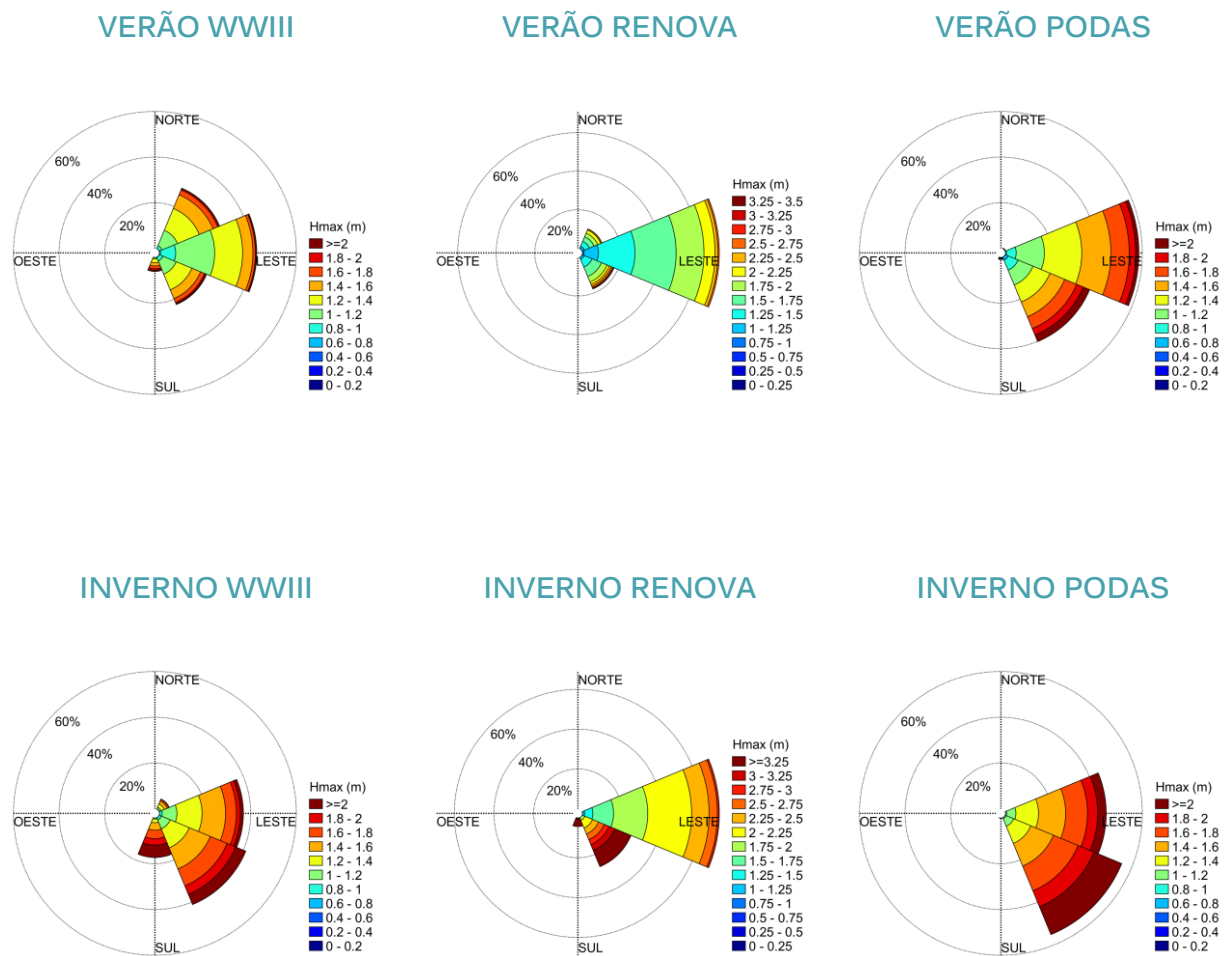 VERÃO WWIII
NORTE
60%
40%
20%
OESTE
LESTE
SUL
Hmax (m)
>=2
1.8 - 2
1.6 - 1.8
1.4 - 1.6
1.2 - 1.4
1 - 1.2
0.8 - 1
0.6 - 0.8
0.4 - 0.6
0.2 - 0.4
0 - 0.2
VERÃO RENOVA
NORTE
60%
40%
20%
OESTE
LESTE
SUL
Hmax (m)
3.25 - 3.5
3 - 3.25
2.75 - 3
2.5 - 2.75
2.25 - 2.5
2 - 2.25
1.75 - 2
1.5 - 1.75
1.25 - 1.5
1 - 1.25
0.75 - 1
0.5 - 0.75
0.25 - 0.5
0 - 0.25
VERÃO PODAS
NORTE
60%
40%
20%
OESTE
LESTE
SUL
Hmax (m)
>=2
1.8 - 2
1.6 - 1.8
1.4 - 1.6
1.2 - 1.4
1 - 1.2
0.8 - 1
0.6 - 0.8
0.4 - 0.6
0.2 - 0.4
0 - 0.2
INVERNO WWIII
NORTE
60%
40%
20%
OESTE
LESTE
SUL
Hmax (m)
>=2
1.8 - 2
1.6 - 1.8
1.4 - 1.6
1.2 - 1.4
1 - 1.2
0.8 - 1
0.6 - 0.8
0.4 - 0.6
0.2 - 0.4
0 - 0.2
INVERNO RENOVA
NORTE
60%
40%
20%
OESTE
LESTE
SUL
Hmax (m)
>=3.25
3 - 3.25
2.75 - 3
2.5 - 2.75
2.25 - 2.5
2 - 2.25
1.75 - 2
1.5 - 1.75
1.25 - 1.5
1 - 1.25
0.75 - 1
0.5 - 0.75
0.25 - 0.5
0 - 0.25
INVERNO PODAS
NORTE
60%
40%
20%
OESTE
LESTE
SUL
Hmax (m)
>=2
1.8 - 2
1.6 - 1.8
1.4 - 1.6
1.2 - 1.4
1 - 1.2
0.8 - 1
0.6 - 0.8
0.4 - 0.6
0.2 - 0.4
0 - 0.2